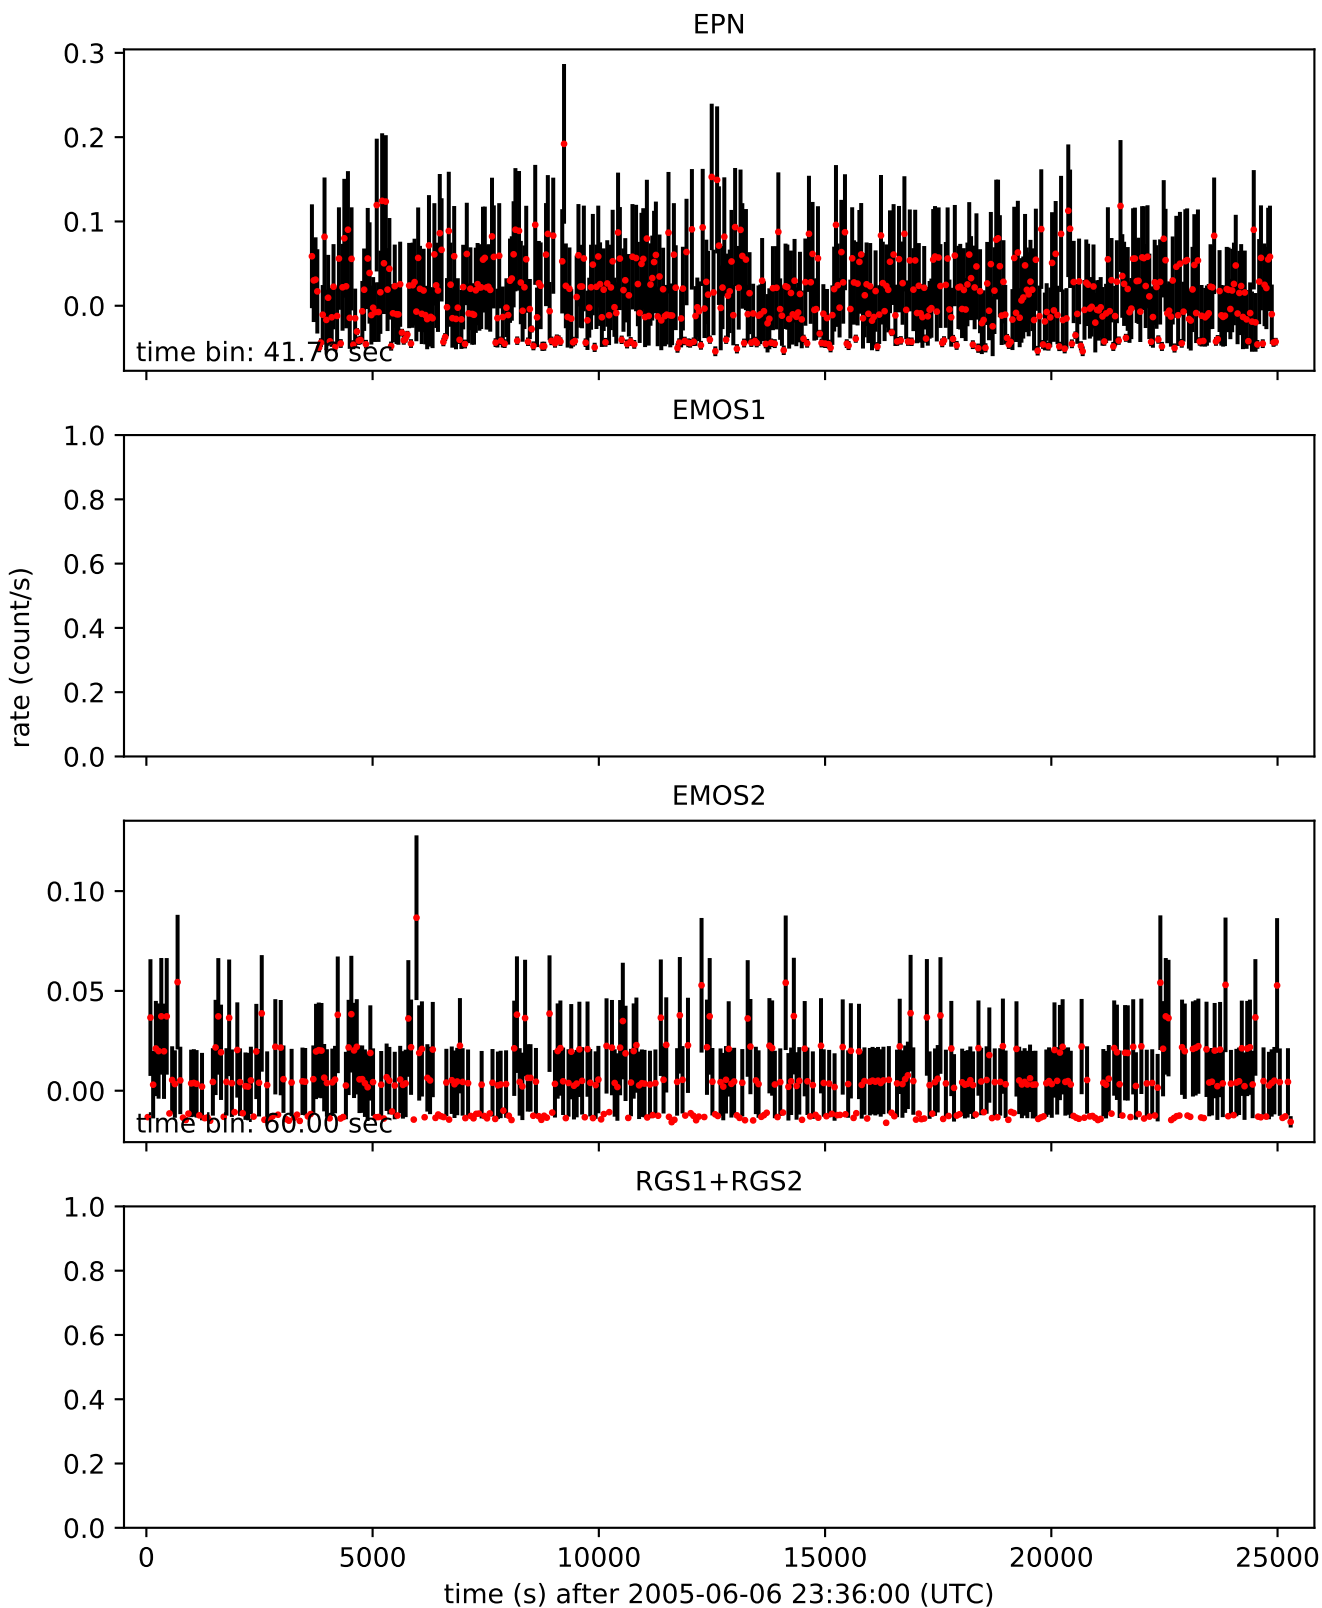 EPN
0.3
0.2
0.1
0.0
time bin: 41.76 sec
EMOS1
1.0
0.8
0.6
0.4
0.2
0.0
rate (count/s)
EMOS2
0.10
0.05
0.00
time bin: 60.00 sec
RGS1+RGS2
1.0
0.8
0.6
0.4
0.2
0.0
0 5000 10000 15000 20000 25000
time (s) after 2005-06-06 23:36:00 (UTC)